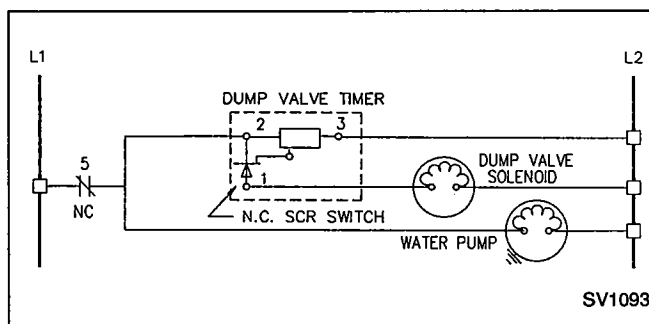 L1
L2
DUMP VALVE TIMER
2
3
5
1
DUMP VALVE
SOLENOID
NC
N.C. SCR SWITCH
WATER PUMP
SV1093